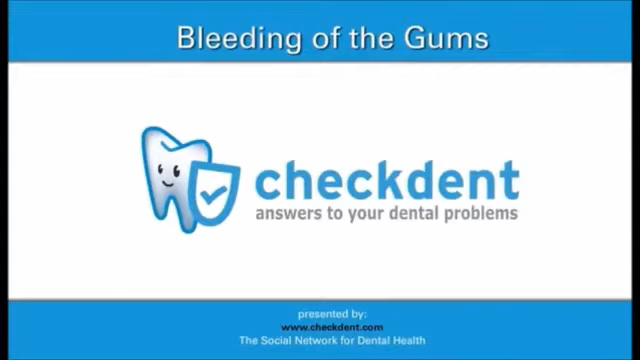 Bleeding of the Gums
checkdent
answers to your dental problems
presented by:
www.checkdent.com
The Social Network for Dental Health